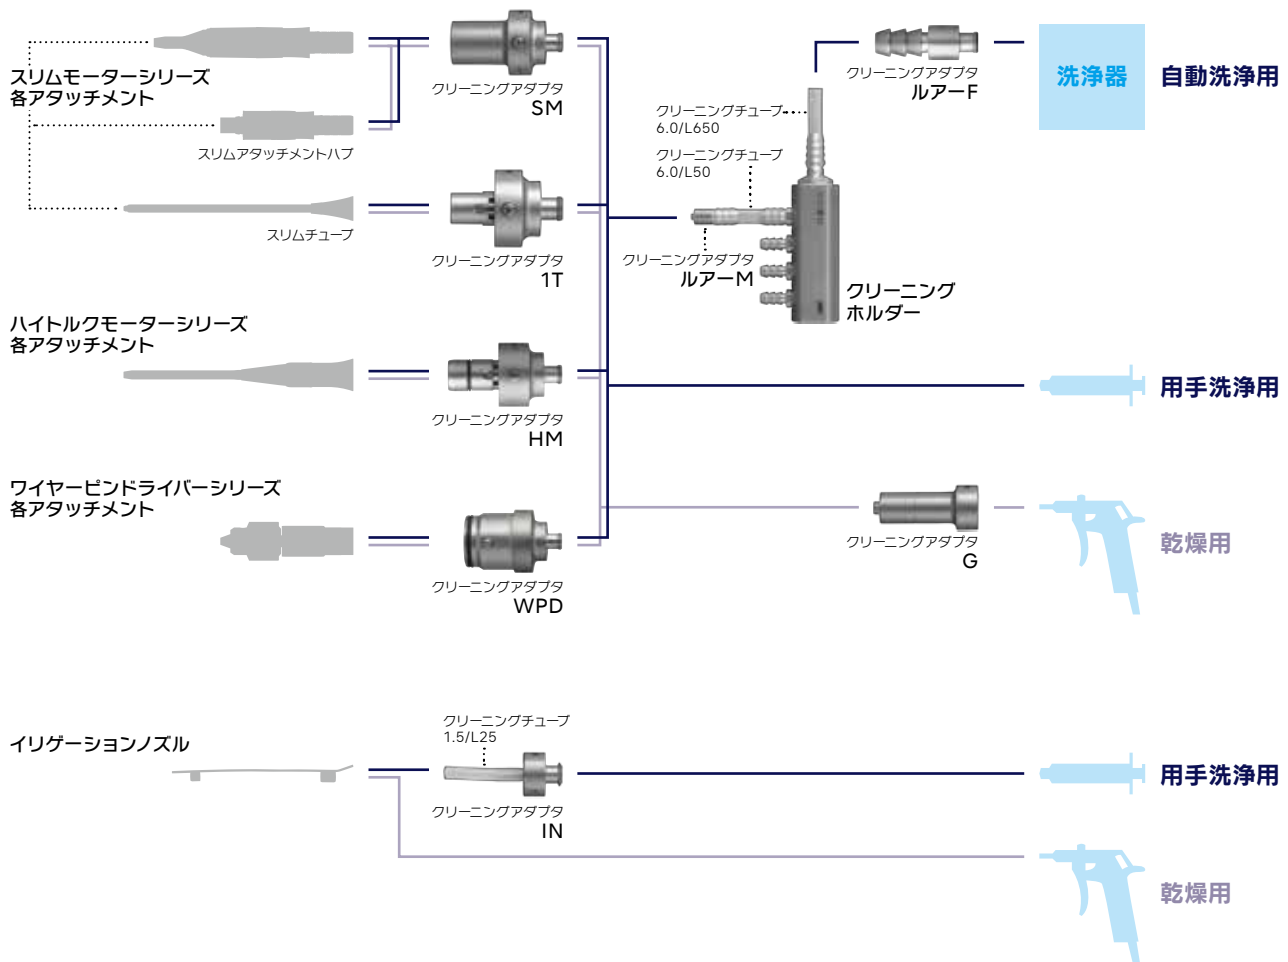 スリムモーターシリーズ
各アタッチメント
スリムアタッチメントハブ
スリムチューブ
クリーニングアダプタ
SM
クリーニングアダプタ
1T
クリーニングチューブ
6.0/L650
クリーニングチューブ
6.0/L50
クリーニングアダプタ
ルアーM
クリーニング
ホルダー
クリーニングアダプタ
ルアーF
洗浄器
自動洗浄用
ハイトルクモーターシリーズ
各アタッチメント
クリーニングアダプタ
HM
用手洗浄用
ワイヤーピンドライバーシリーズ
各アタッチメント
クリーニングアダプタ
WPD
クリーニングアダプタ
G
乾燥用
イリゲーションノズル
クリーニングチューブ
1.5/L25
クリーニングアダプタ
IN
用手洗浄用
乾燥用